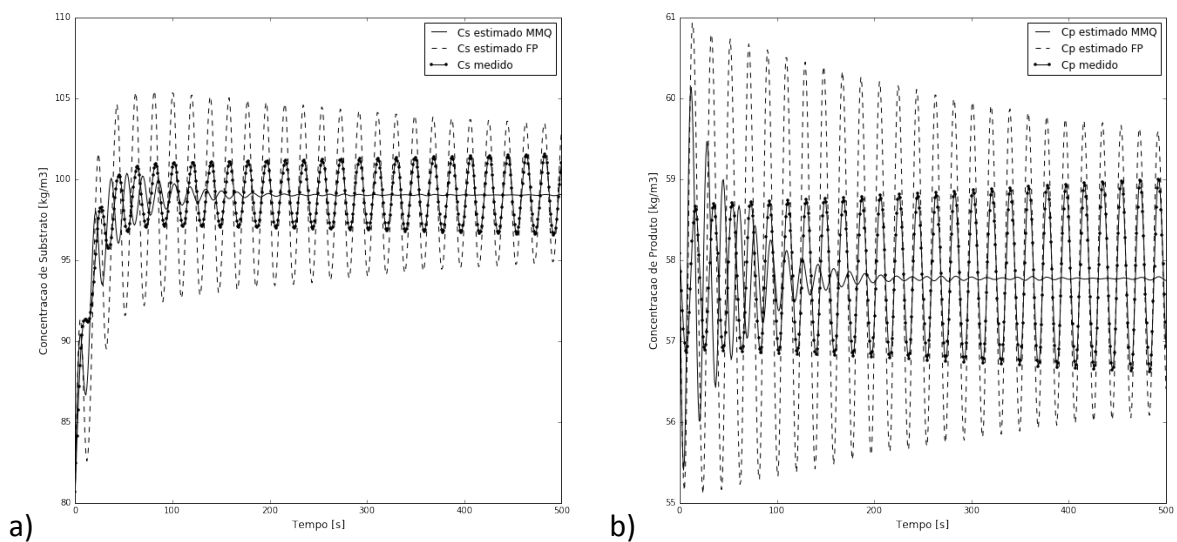 Cs estimado MMQ
Cs estimado FP
Cs medido
110
105
100
95
90
85
80
Concentracao de Substrato [kg/m3]
0 100 200 300 400 500
Tempo [s]
a)
Cp estimado MMQ
Cp estimado FP
Cp medido
61
60
59
58
57
56
55
Concentracao de Produto [kg/m3]
0 100 200 300 400 500
Tempo [s]
b)